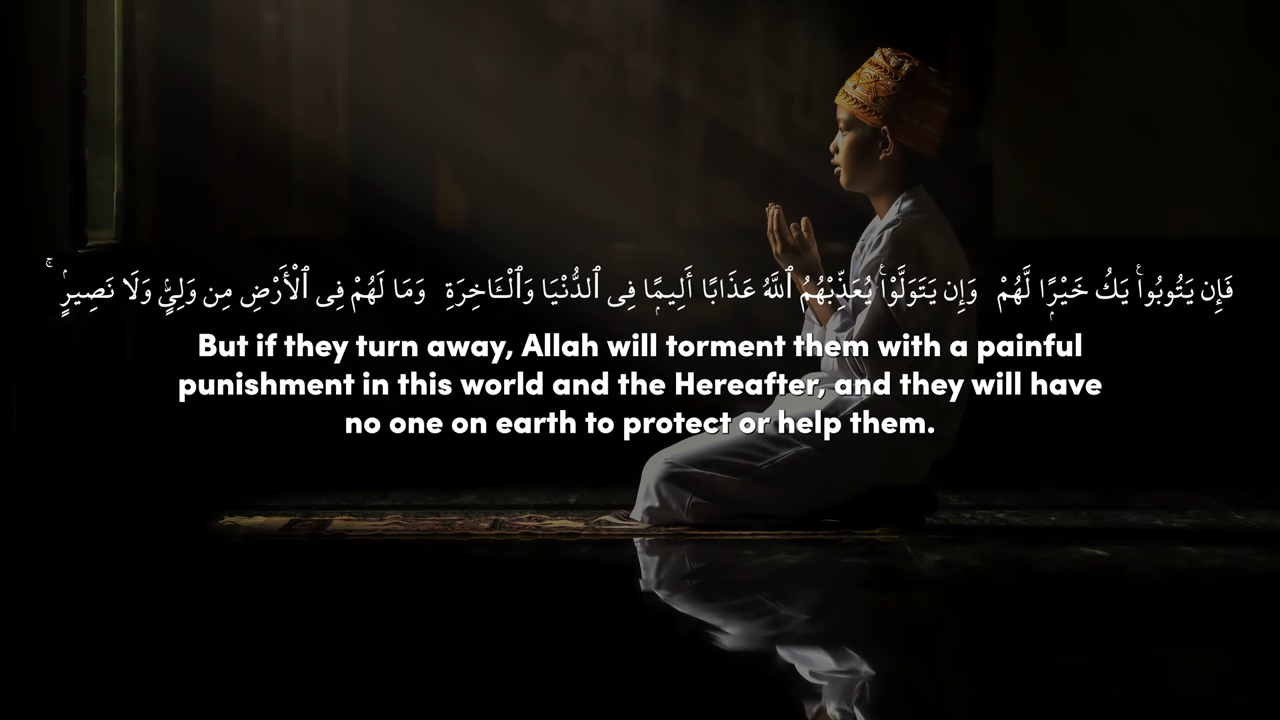 فَإِن يَتُوبُوا۟ يَكُ خَيْرًۭا لَّهُمْ وَإِن يَتَوَلَّوْا۟ يُعَذِّبْهُمُ ٱللَّهُ عَذَابًا أَلِيمًۭا فِى ٱلدُّنْيَا وَٱلْـَٔاخِرَةِ وَمَا لَهُمْ فِى ٱلْأَرْضِ مِن وَلِىٍّۢ وَلَا نَصِيرٍۢ ۚ
But if they turn away, Allah will torment them with a painful
punishment in this world and the Hereafter, and they will have
no one on earth to protect or help them.